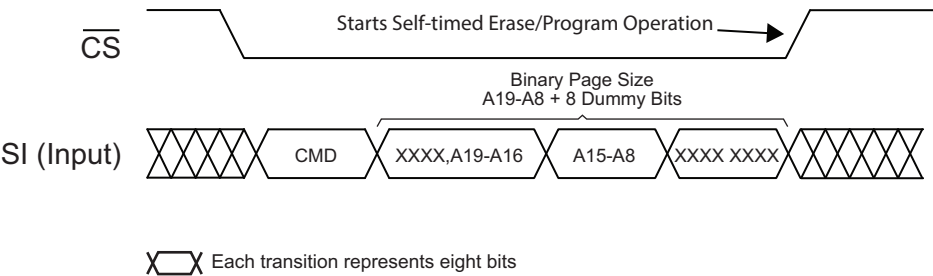 Starts Self-timed Erase/Program Operation
CS
Binary Page Size
A19-A8 + 8 Dummy Bits
SI (Input)
CMD
XXXX,A19-A16
A15-A8
XXXX XXXX
Each transition represents eight bits